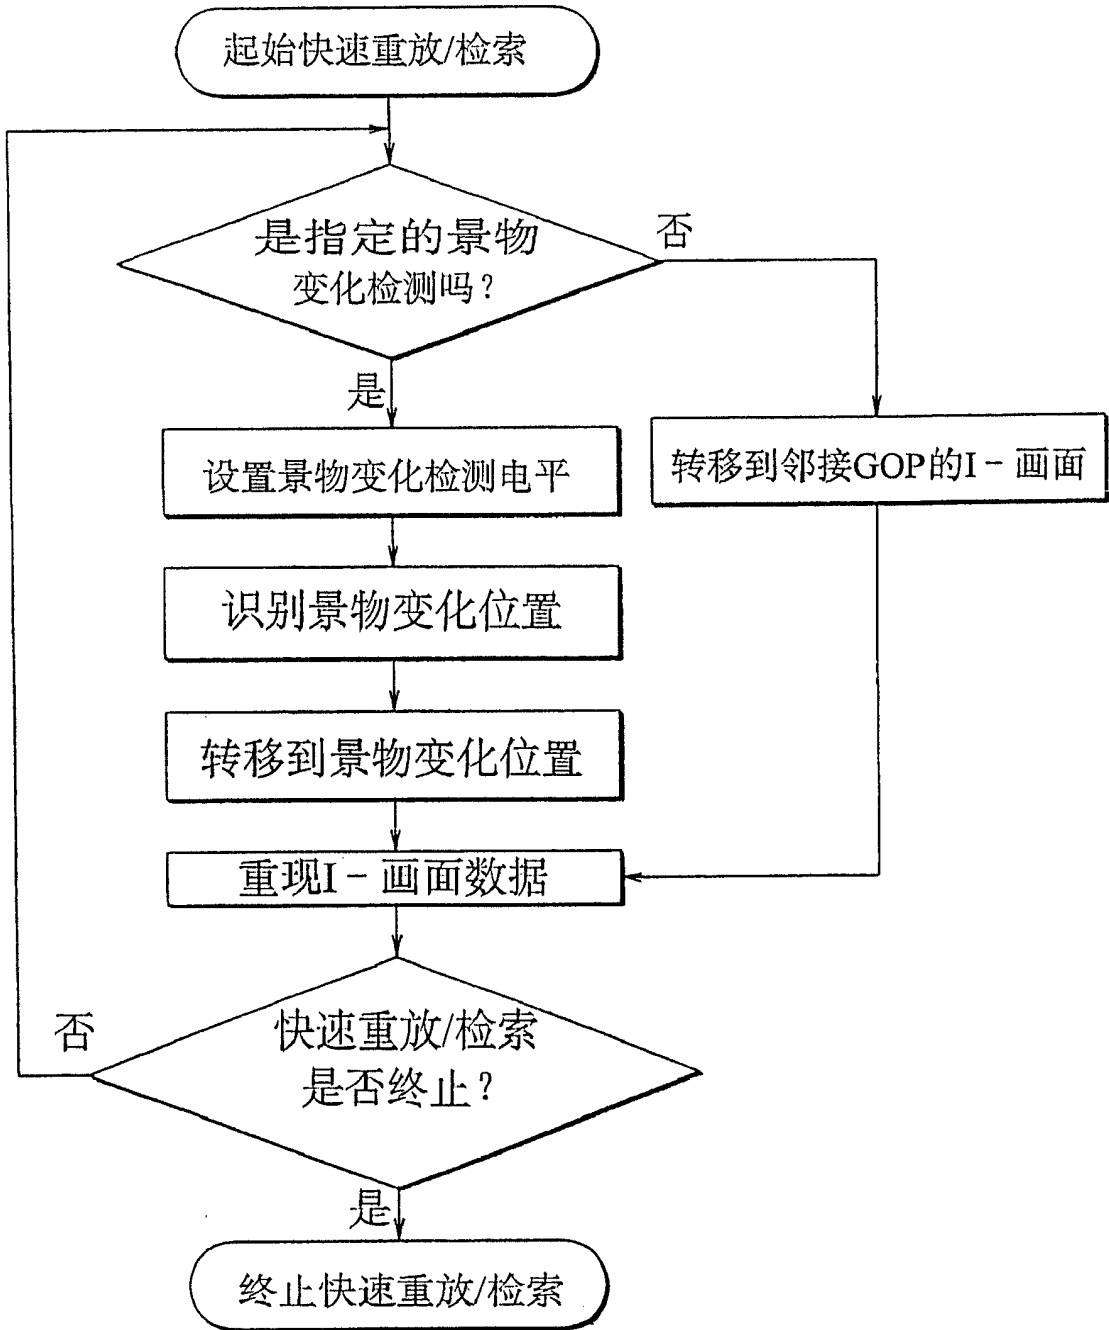 起始快速重放/检索
是指定的景物
变化检测吗?
否
是
设置景物变化检测电平
转移到邻接GOP的I-画面
识别景物变化位置
转移到景物变化位置
重现I-画面数据
快速重放/检索
是否终止?
否
是
终止快速重放/检索